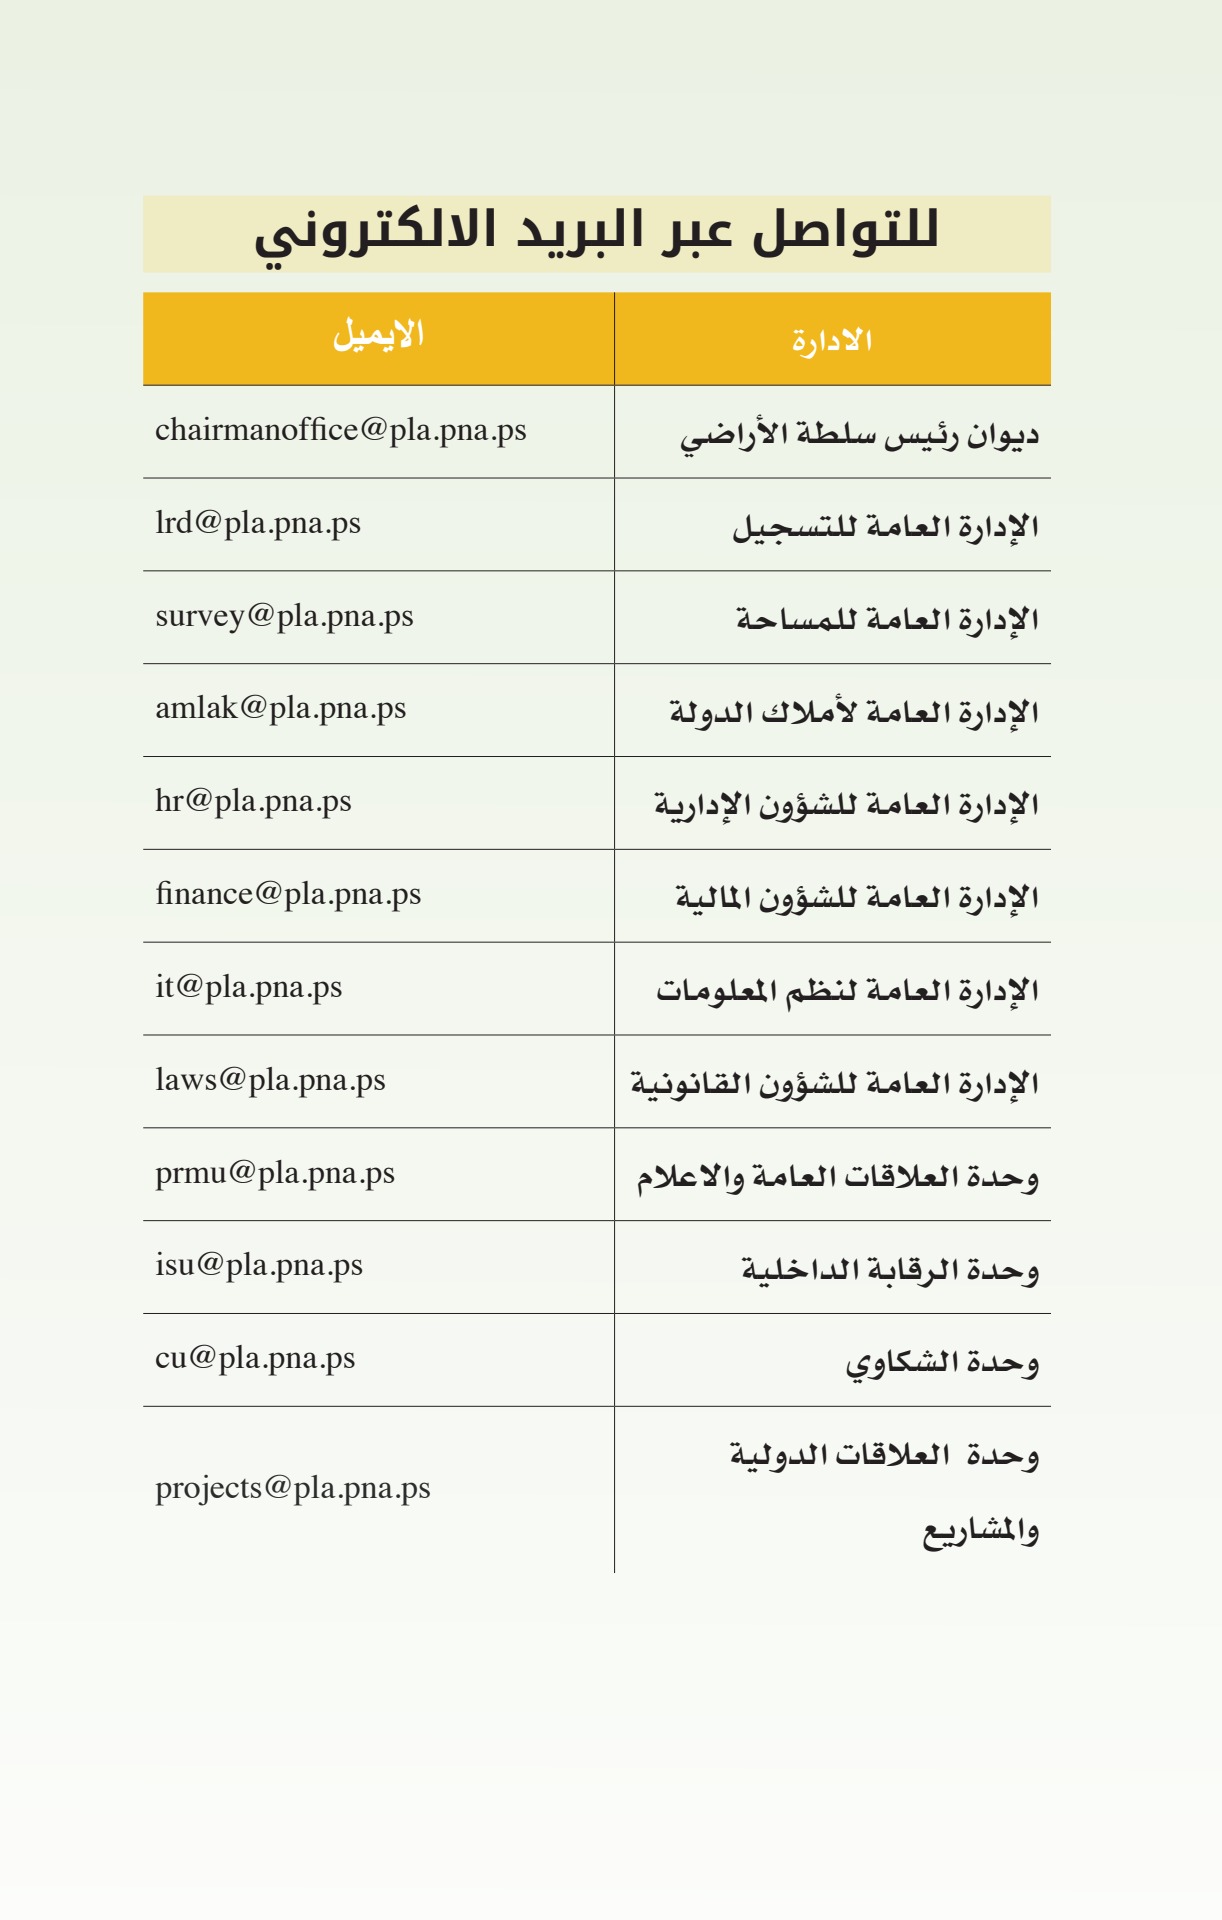 للتواصل عبر البريد الالكتروني
الادارة الايميل
ديوان رئيس سلطة الأراضي chairmanoffice@pla.pna.ps
الإدارة العامة للتسجيل lrd@pla.pna.ps
الإدارة العامة للمساحة survey@pla.pna.ps
الإدارة العامة لأملاك الدولة amlak@pla.pna.ps
الإدارة العامة للشؤون الإدارية hr@pla.pna.ps
الإدارة العامة للشؤون المالية finance@pla.pna.ps
الإدارة العامة لنظم المعلومات it@pla.pna.ps
الإدارة العامة للشؤون القانونية laws@pla.pna.ps
وحدة العلاقات العامة والاعلام prmu@pla.pna.ps
وحدة الرقابة الداخلية isu@pla.pna.ps
وحدة الشكاوي cu@pla.pna.ps
وحدة العلاقات الدولية
والمشاريع projects@pla.pna.ps